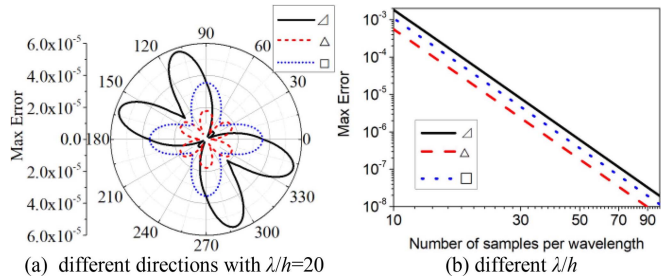 90
120
60
150
30
180
0
210
330
240
300
270
6.0x10⁻⁵
4.0x10⁻⁵
2.0x10⁻⁵
0.0
2.0x10⁻⁵
4.0x10⁻⁵
6.0x10⁻⁵
Max Error
(a) different directions with λ/h=20
10⁻³
10⁻⁴
10⁻⁵
10⁻⁶
10⁻⁷
10⁻⁸
Max Error
10 30 50 70 90
Number of samples per wavelength
(b) different λ/h